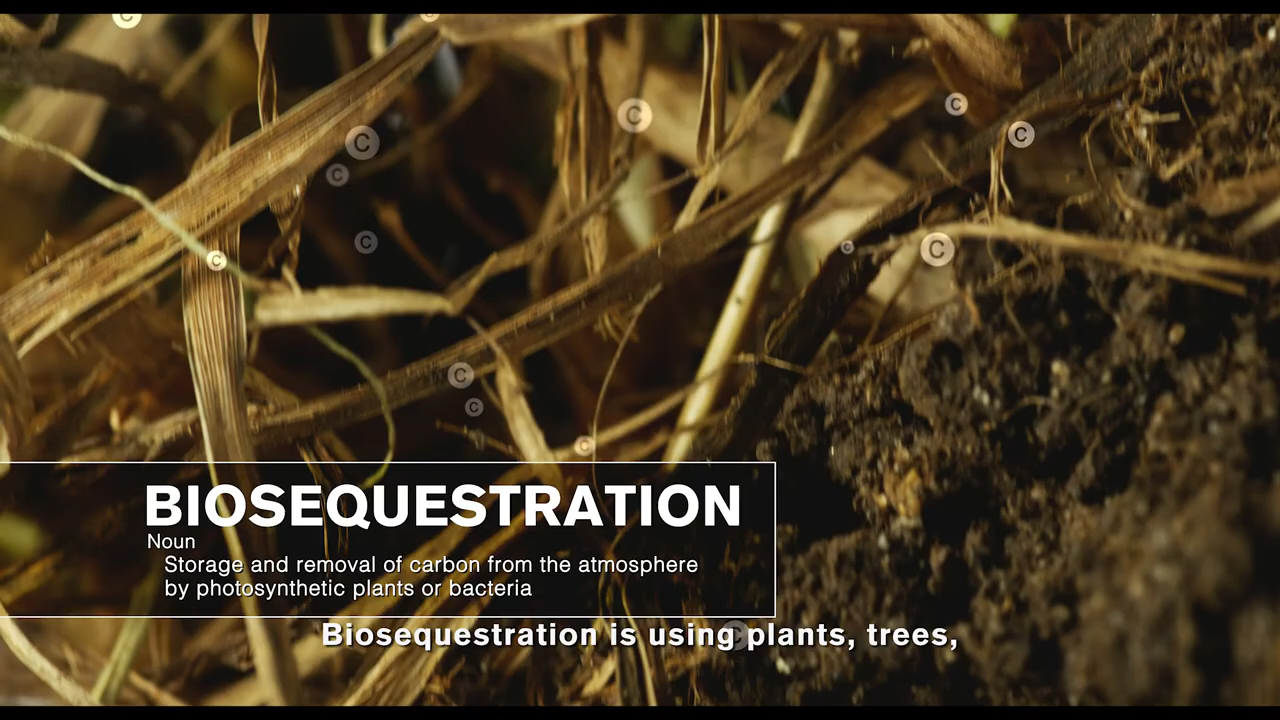 C
C
C
C
C
C
C
C
C
C
C
C
C
C
BIOSEQUESTRATION
Noun
Storage and removal of carbon from the atmosphere
by photosynthetic plants or bacteria
Biosequestration is using plants, trees,
C